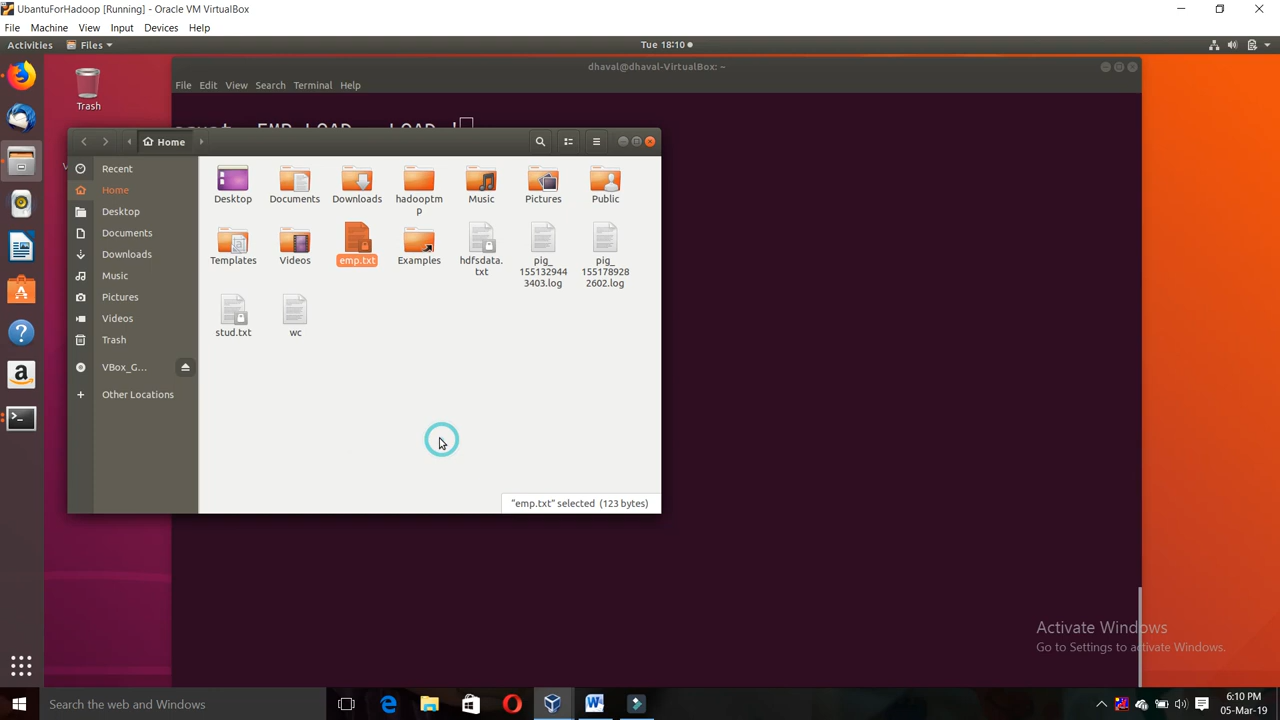 UbantuForHadoop [Running] - Oracle VM VirtualBox
File Machine View Input Devices Help
Activities Files Tue 18:10
dhaval@dhaval-VirtualBox: ~
File Edit View Search Terminal Help
Trash
Home
Recent
Home
Desktop
Documents
Downloads
Music
Pictures
Videos
Trash
VBox_G...
Other Locations
Desktop Documents Downloads hadooptm
p Music Pictures Public
Templates Videos emp.txt Examples hdfsdata.
txt pig_
155132944
3403.log pig_
155178928
2602.log
stud.txt wc
"emp.txt" selected (123 bytes)
Activate Windows
Go to Settings to activate Windows.
Search the web and Windows
6:10 PM
05-Mar-19